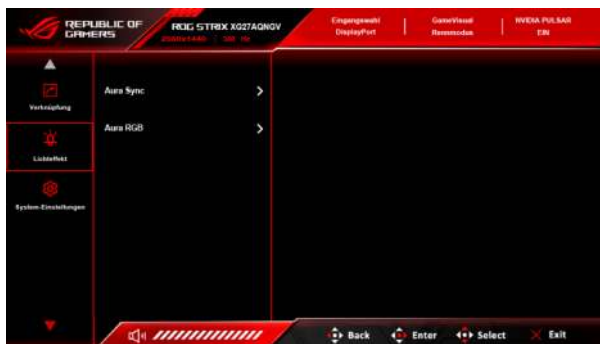 REPUBLIC OF
GAMERS
ROG STRIX XG27AQNGV
Eingangswahl
DisplayPort
GameVisual
Rennmodus
NVIDIA PULSAR
EIN
Verknüpfung
Aura Sync
Aura RGB
Lichteffekt
System-Einstellungen
Back
Enter
Select
Exit